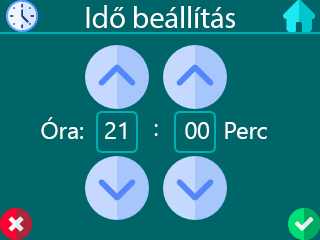 Idő beállítás
Óra: 21 : 00 Perc